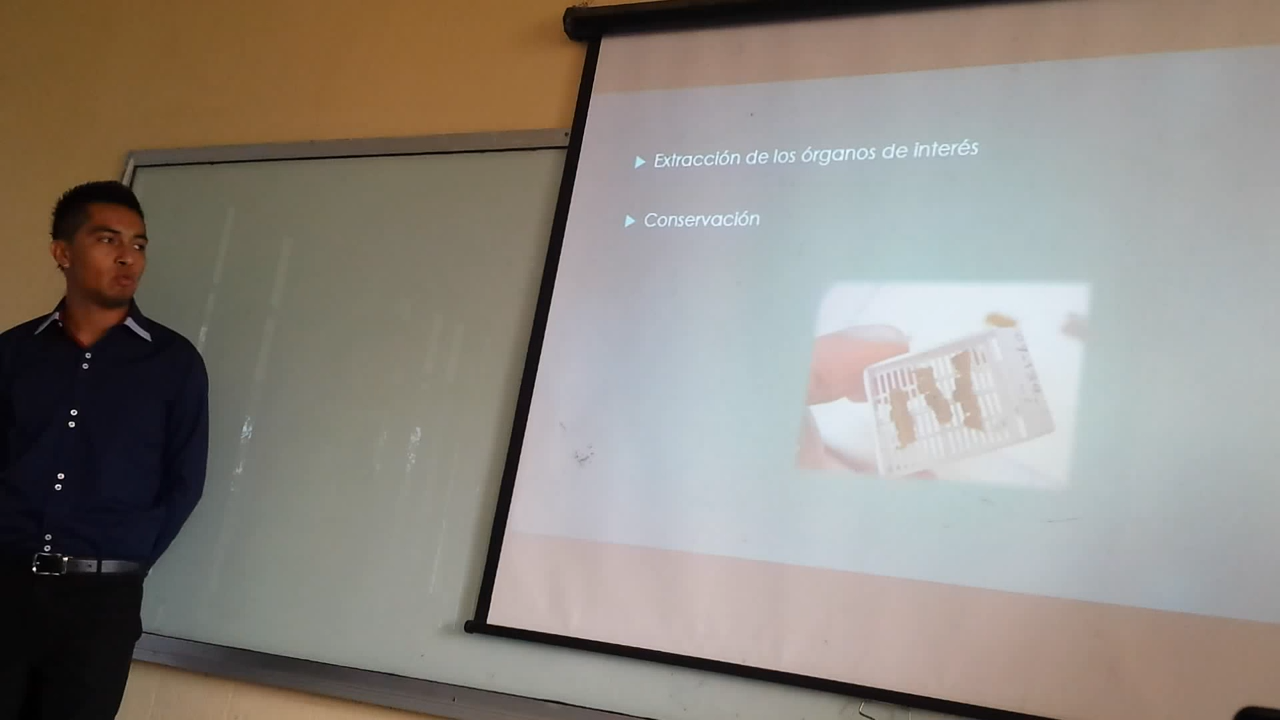 Extracción de los órganos de interés
Conservación